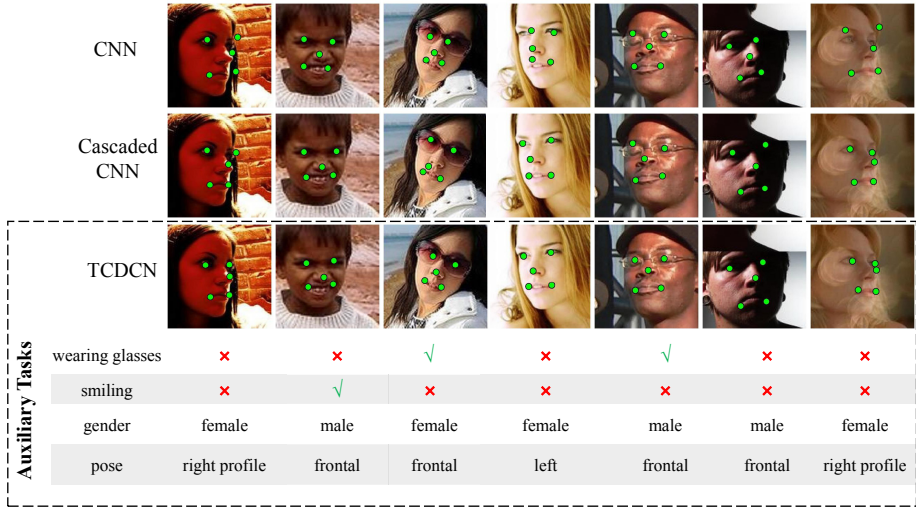 CNN
Cascaded
CNN
TCDCN
Auxiliary Tasks
wearing glasses × × √ × √ × ×
smiling × √ × × × × ×
gender female male female female male male female
pose right profile frontal frontal left frontal frontal right profile